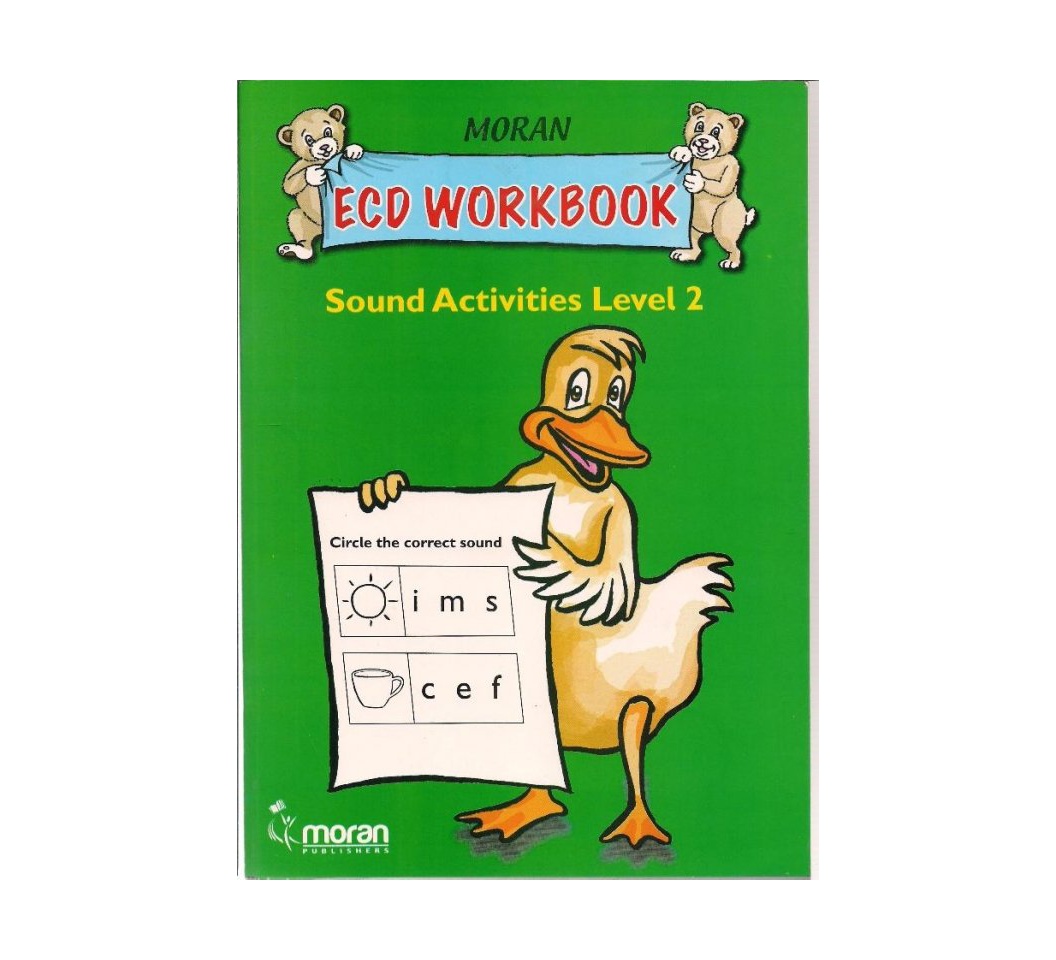 MORAN
ECD WORKBOOK
Sound Activities Level 2
Circle the correct sound
i m s
c e f
moran
PUBLISHERS